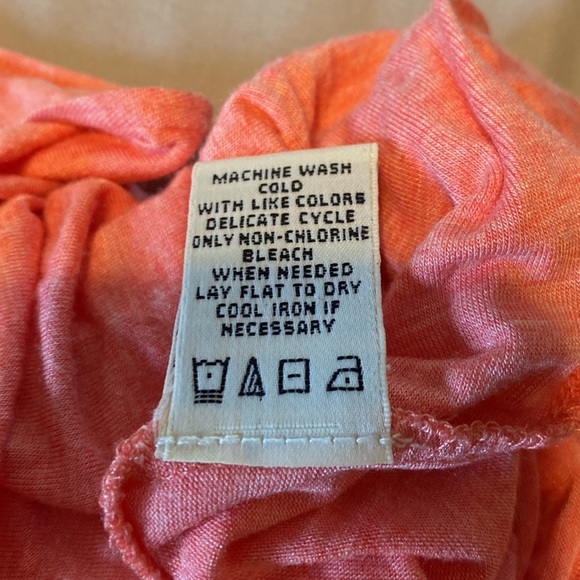 MACHINE WASH
COLD
WITH LIKE COLORS
DELICATE CYCLE
ONLY NON-CHLORINE
BLEACH
WHEN NEEDED
LAY FLAT TO DRY
COOL IRON IF
NECESSARY